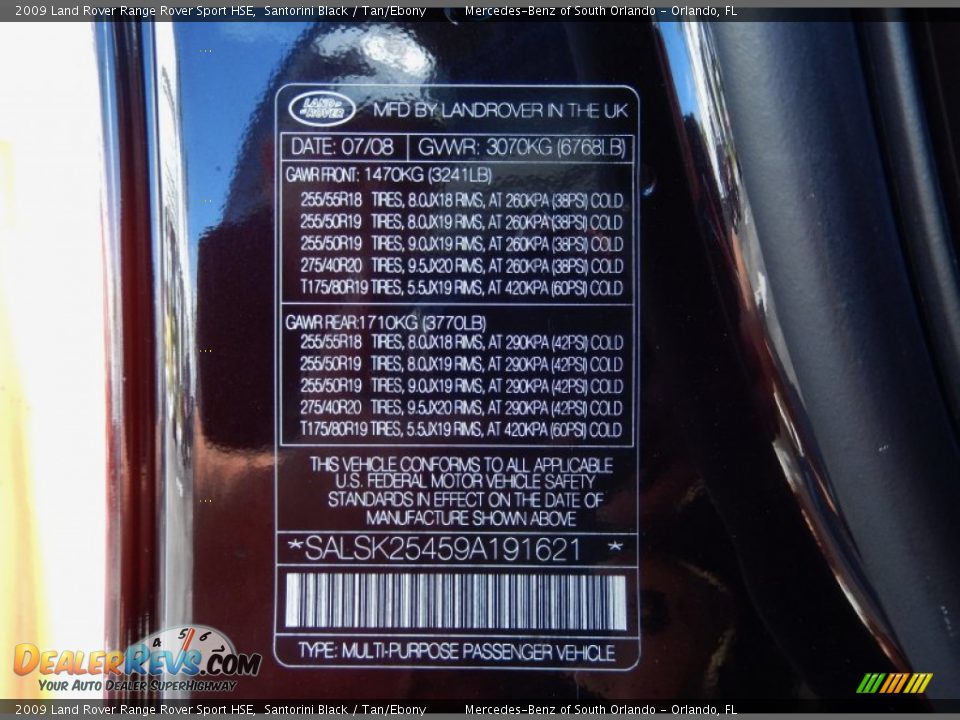 2009 Land Rover Range Rover Sport HSE, Santorini Black / Tan/Ebony Mercedes-Benz of South Orlando - Orlando, FL
LAND ROVER MFD BY LANDROVER IN THE UK
DATE: 07/08 GVWR: 3070KG (6768LB)
GAWR FRONT: 1470KG (3241LB)
255/55R18 TIRES, 8.0JX18 RIMS, AT 260KPA (38PSI) COLD
255/50R19 TIRES, 8.0JX19 RIMS, AT 260KPA (38PSI) COLD
255/50R19 TIRES, 9.0JX19 RIMS, AT 260KPA (38PSI) COLD
275/40R20 TIRES, 9.5JX20 RIMS, AT 260KPA (38PSI) COLD
T175/80R19 TIRES, 5.5JX19 RIMS, AT 420KPA (60PSI) COLD
GAWR REAR:1710KG (3770LB)
255/55R18 TIRES, 8.0JX18 RIMS, AT 290KPA (42PSI) COLD
255/50R19 TIRES, 8.0JX19 RIMS, AT 290KPA (42PSI) COLD
255/50R19 TIRES, 9.0JX19 RIMS, AT 290KPA (42PSI) COLD
275/40R20 TIRES, 9.5JX20 RIMS, AT 290KPA (42PSI) COLD
T175/80R19 TIRES, 5.5JX19 RIMS, AT 420KPA (60PSI) COLD
THIS VEHICLE CONFORMS TO ALL APPLICABLE
U.S. FEDERAL MOTOR VEHICLE SAFETY
STANDARDS IN EFFECT ON THE DATE OF
MANUFACTURE SHOWN ABOVE
*SALSK25459A191621 *
TYPE: MULTI-PURPOSE PASSENGER VEHICLE
4 5 6
DEALERREVS.COM
YOUR AUTO DEALER SUPERHIGHWAY
2009 Land Rover Range Rover Sport HSE, Santorini Black / Tan/Ebony Mercedes-Benz of South Orlando - Orlando, FL